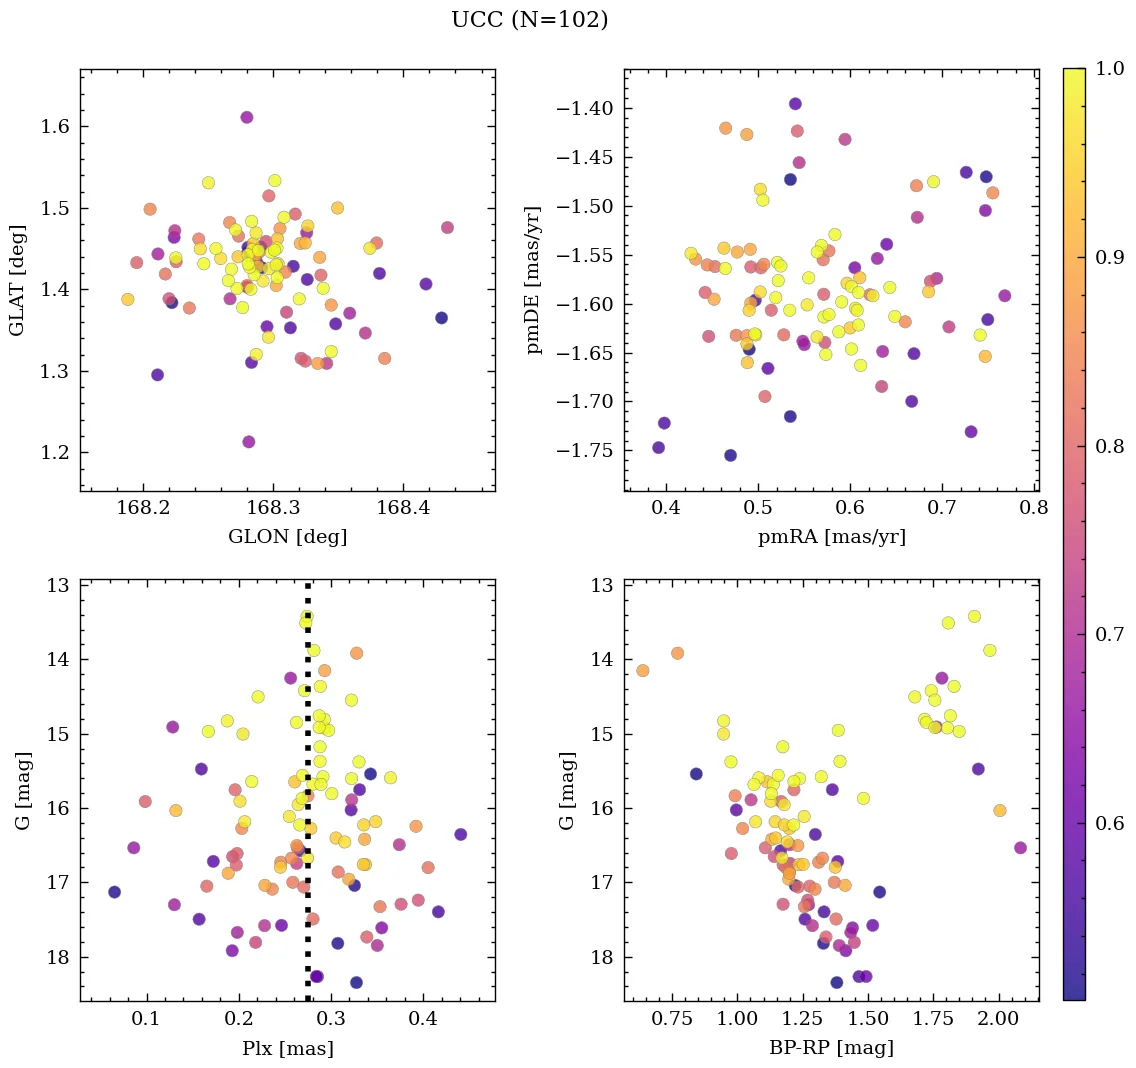 UCC (N=102)
1.6
1.5
1.4
1.3
1.2
GLAT [deg]
168.2 168.3 168.4
GLON [deg]
−1.40
−1.45
−1.50
−1.55
−1.60
−1.65
−1.70
−1.75
pmDE [mas/yr]
0.4 0.5 0.6 0.7 0.8
pmRA [mas/yr]
1.0
0.9
0.8
0.7
0.6
13
14
15
16
17
18
G [mag]
0.1 0.2 0.3 0.4
Plx [mas]
13
14
15
16
17
18
G [mag]
0.75 1.00 1.25 1.50 1.75 2.00
BP-RP [mag]